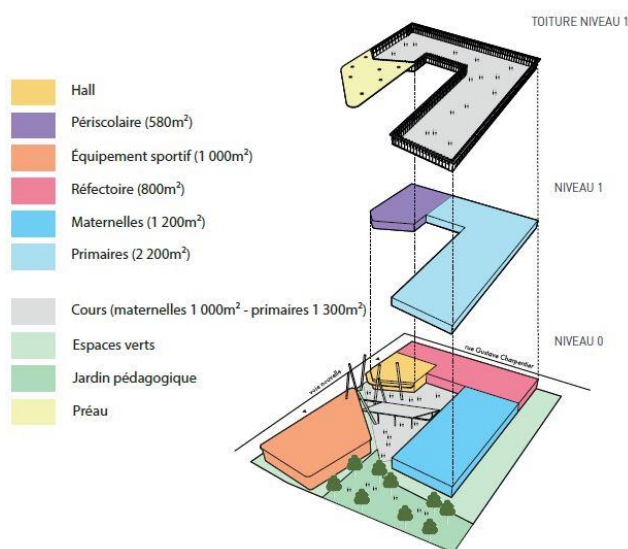 TOITURE NIVEAU 1
Hall
Périscolaire (580m²)
Équipement sportif (1 000m²)
Réfectoire (800m²)
Maternelles (1 200m²)
Primaires (2 200m²)
Cours (maternelles 1 000m² - primaires 1 300m²)
Espaces verts
Jardin pédagogique
Préau
NIVEAU 1
NIVEAU 0
rue Gustave Charpentier
voie nouvelle